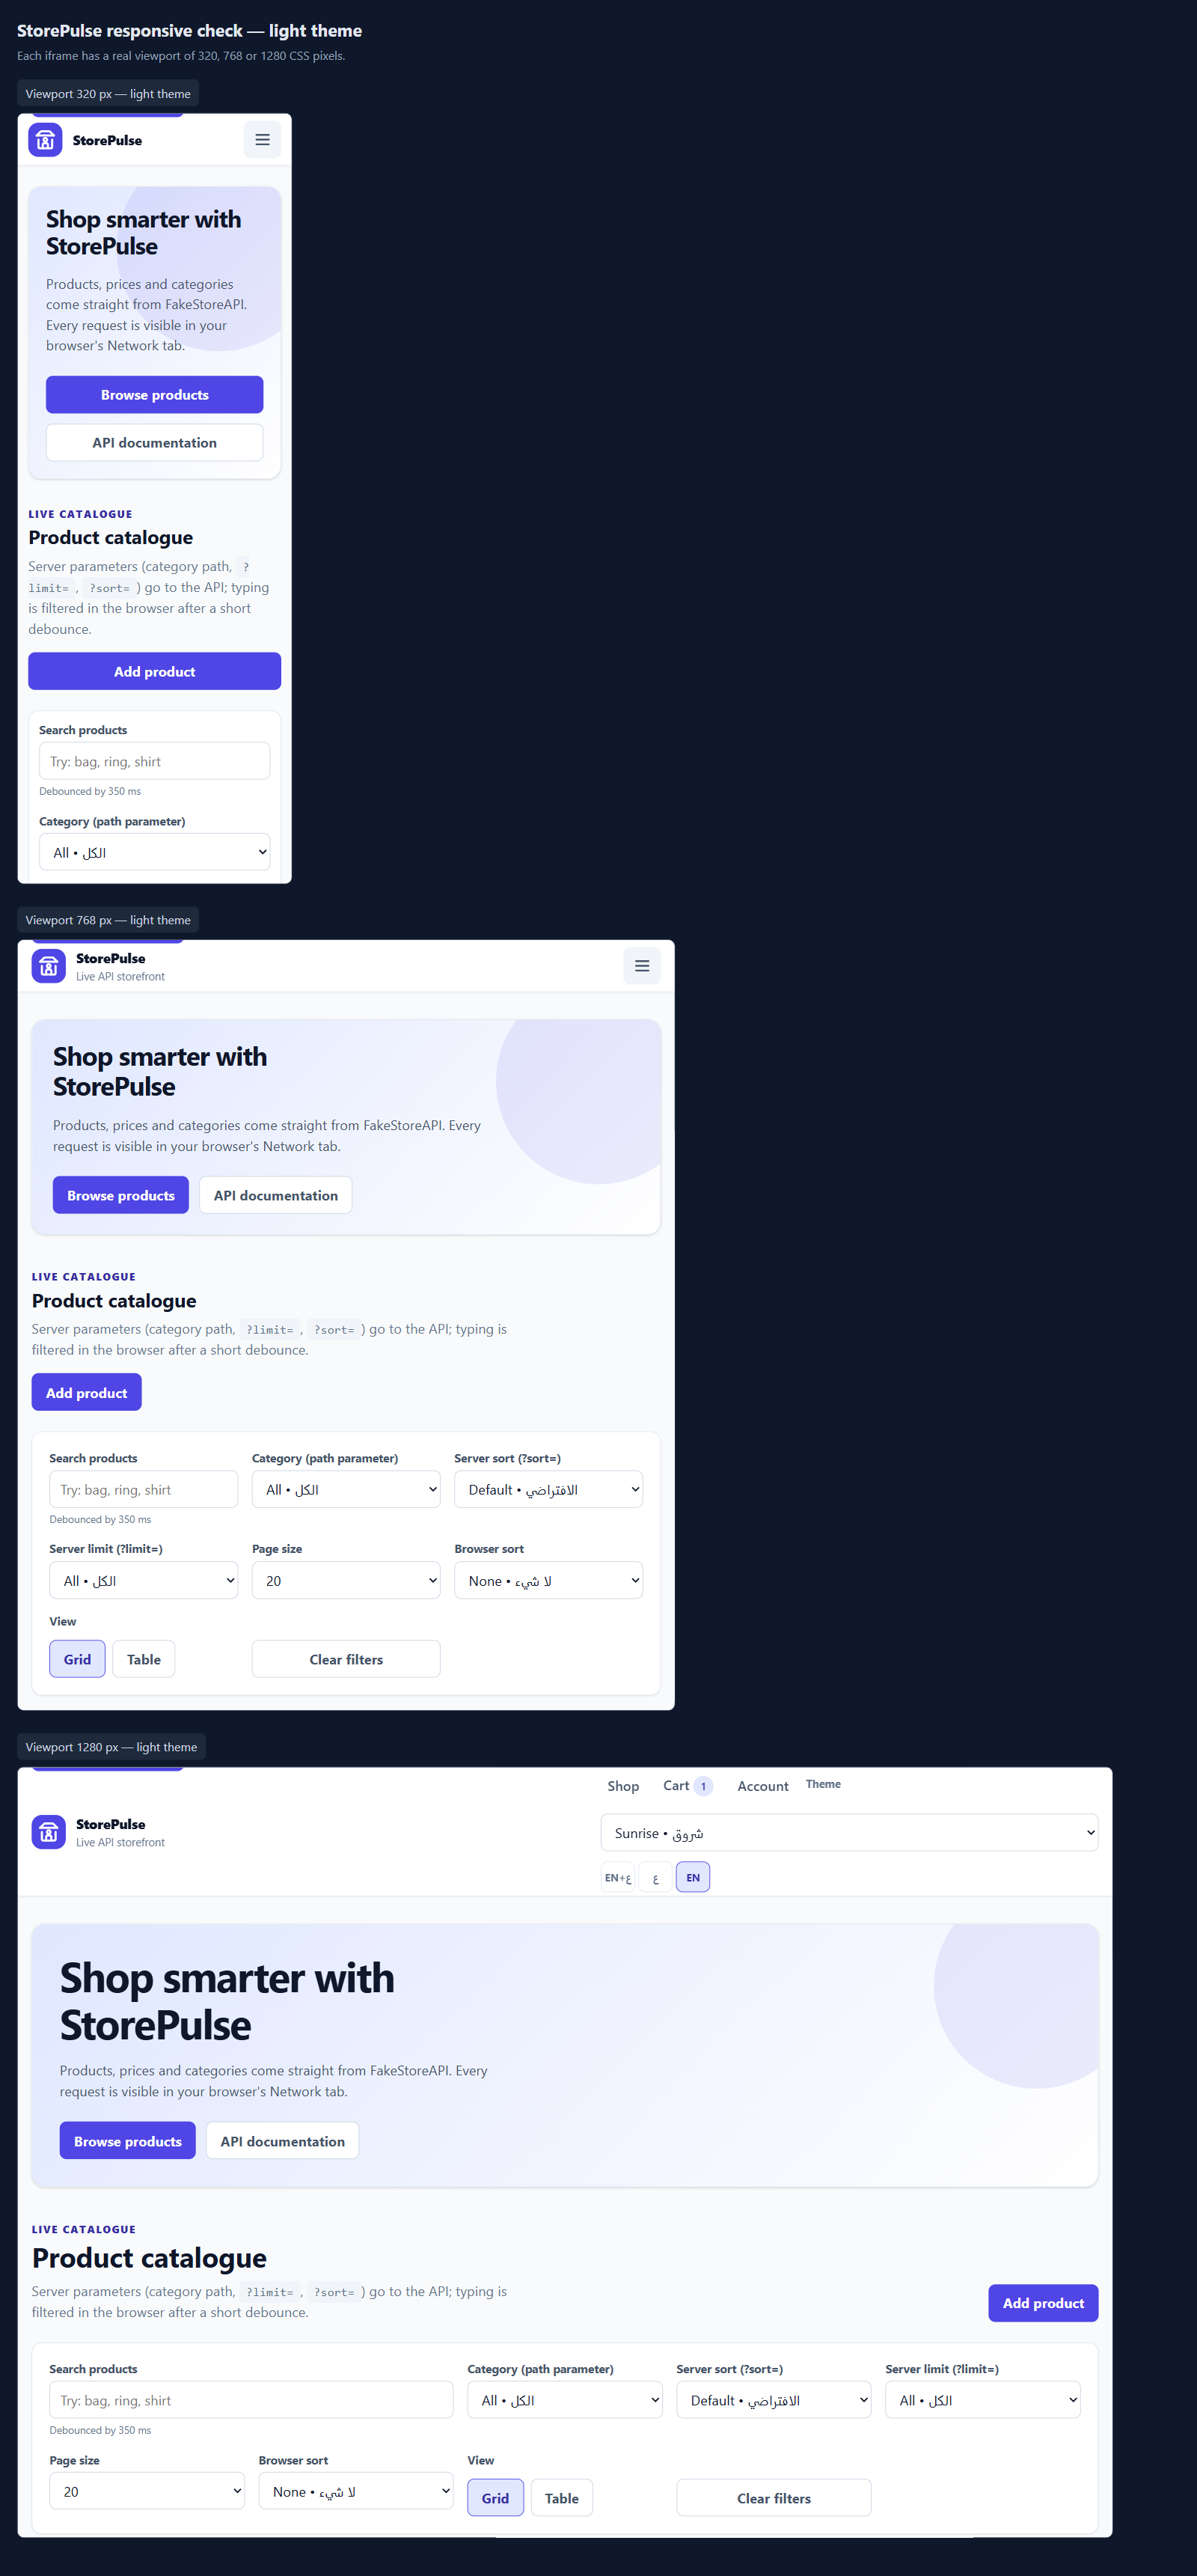 StorePulse responsive check — light theme
Each iframe has a real viewport of 320, 768 or 1280 CSS pixels.
Viewport 320 px — light theme
StorePulse
Shop smarter with
StorePulse
Products, prices and categories
come straight from FakeStoreAPI.
Every request is visible in your
browser's Network tab.
Browse products
API documentation
LIVE CATALOGUE
Product catalogue
Server parameters (category path, ?
limit= , ?sort= ) go to the API; typing
is filtered in the browser after a short
debounce.
Add product
Search products
Try: bag, ring, shirt
Debounced by 350 ms
Category (path parameter)
All • الكل
Viewport 768 px — light theme
StorePulse
Live API storefront
Shop smarter with
StorePulse
Products, prices and categories come straight from FakeStoreAPI. Every
request is visible in your browser's Network tab.
Browse products API documentation
LIVE CATALOGUE
Product catalogue
Server parameters (category path, ?limit= , ?sort= ) go to the API; typing is
filtered in the browser after a short debounce.
Add product
Search products Category (path parameter) Server sort (?sort=)
Try: bag, ring, shirt All • الكل Default • الافتراضي
Debounced by 350 ms
Server limit (?limit=) Page size Browser sort
All • الكل 20 None • لا شيء
View
Grid Table Clear filters
Viewport 1280 px — light theme
Shop Cart 1 Account Theme
StorePulse
Live API storefront
Sunrise • شروق
EN+ع ع EN
Shop smarter with
StorePulse
Products, prices and categories come straight from FakeStoreAPI. Every
request is visible in your browser's Network tab.
Browse products API documentation
LIVE CATALOGUE
Product catalogue
Server parameters (category path, ?limit= , ?sort= ) go to the API; typing is
filtered in the browser after a short debounce.
Add product
Search products Category (path parameter) Server sort (?sort=) Server limit (?limit=)
Try: bag, ring, shirt All • الكل Default • الافتراضي All • الكل
Debounced by 350 ms
Page size Browser sort View
20 None • لا شيء Grid Table Clear filters